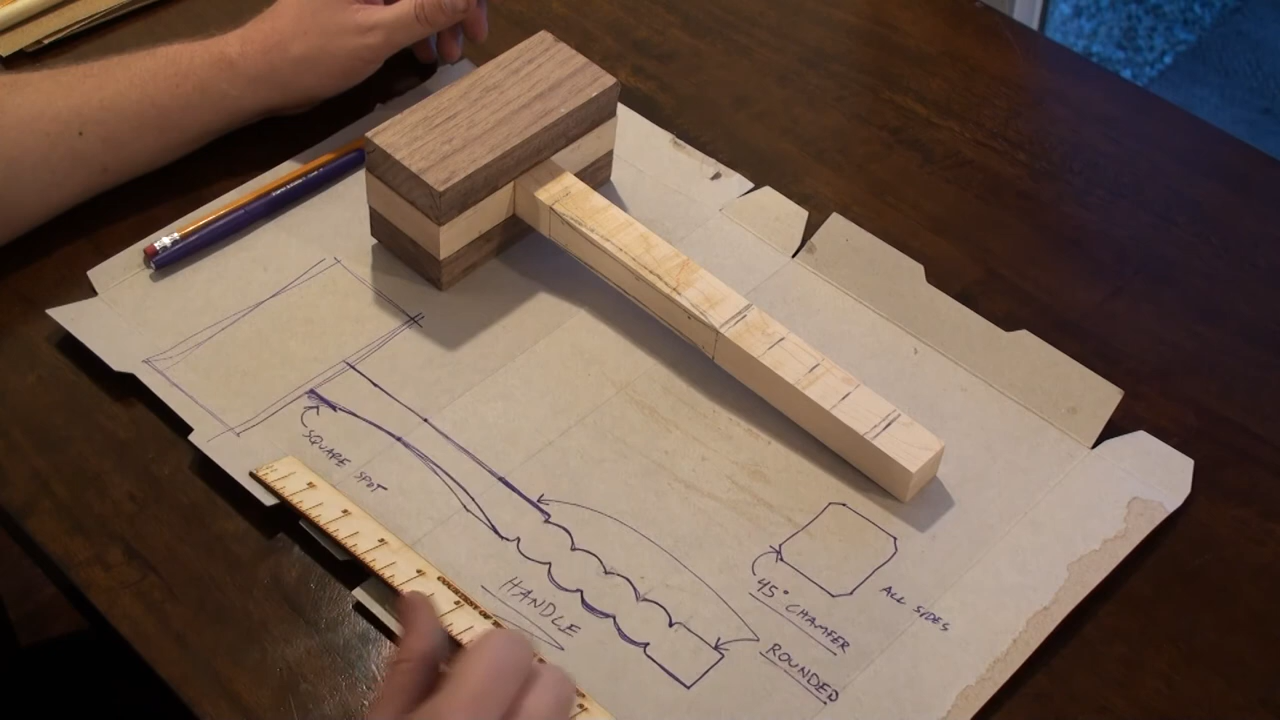 SQUARE SPOT
HANDLE
45° CHAMFER
ALL SIDES
ROUNDED